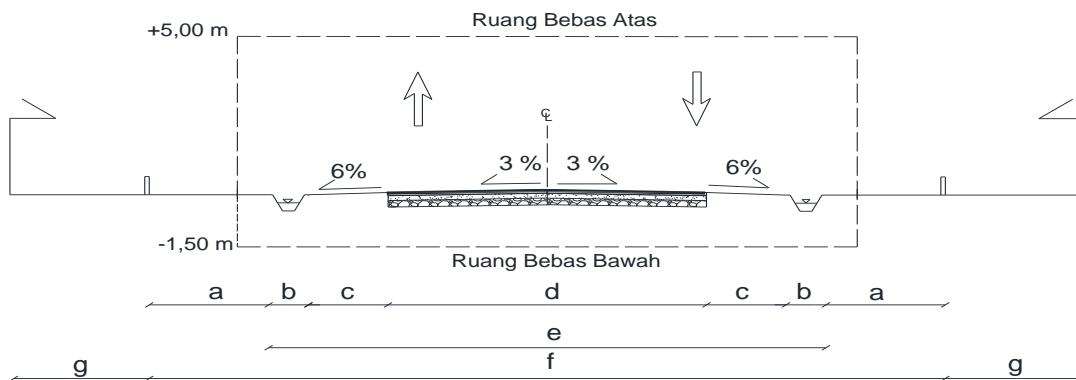 Ruang Bebas Atas
+5,00 m
℄
6%
3 %
3 %
6%
-1,50 m
Ruang Bebas Bawah
a b c d c b a
e
g f g